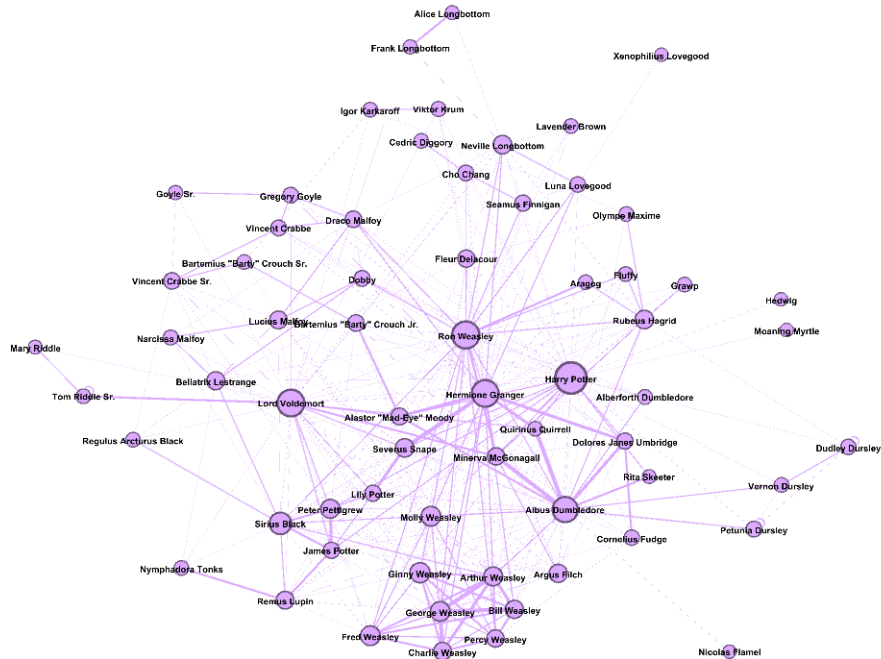 Alice Longbottom
Frank Longbottom
Xenophilius Lovegood
Igor Karkaroff
Viktor Krum
Lavender Brown
Cedric Diggory
Neville Longbottom
Cho Chang
Luna Lovegood
Goyle Sr.
Gregory Goyle
Seamus Finnigan
Olympe Maxime
Draco Malfoy
Vincent Crabbe
Bartemius "Barty" Crouch Sr.
Fleur Delacour
Vincent Crabbe Sr.
Dobby
Aragog
Fluffy
Grawp
Hedwig
Lucius Malfoy
Bartemius "Barty" Crouch Jr.
Rubeus Hagrid
Moaning Myrtle
Narcissa Malfoy
Ron Weasley
Mary Riddle
Bellatrix Lestrange
Harry Potter
Tom Riddle Sr.
Lord Voldemort
Hermione Granger
Alberforth Dumbledore
Alastor "Mad-Eye" Moody
Quirinus Quirrell
Regulus Arcturus Black
Severus Snape
Minerva McGonagall
Dolores Janes Umbridge
Dudley Dursley
Rita Skeeter
Vernon Dursley
Lily Potter
Peter Pettigrew
Molly Weasley
Albus Dumbledore
Sirius Black
Petunia Dursley
Cornelius Fudge
James Potter
Nymphadora Tonks
Ginny Weasley
Arthur Weasley
Argus Filch
Remus Lupin
George Weasley
Bill Weasley
Fred Weasley
Percy Weasley
Charlie Weasley
Nicolas Flamel